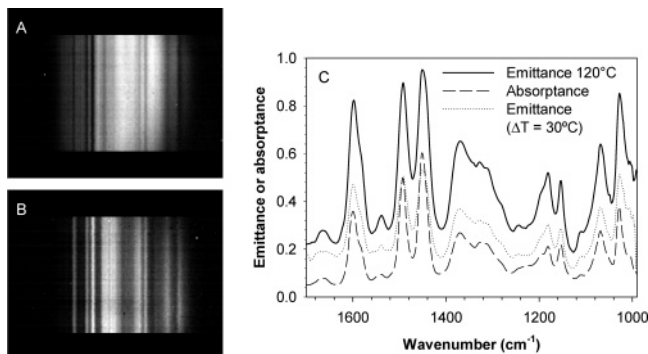 A
B
C
Emittance 120°C
Absorptance
Emittance
(ΔT = 30ºC)
Emittance or absorptance
1.0
0.8
0.6
0.4
0.2
0.0
1600
1400
1200
1000
Wavenumber (cm⁻¹)